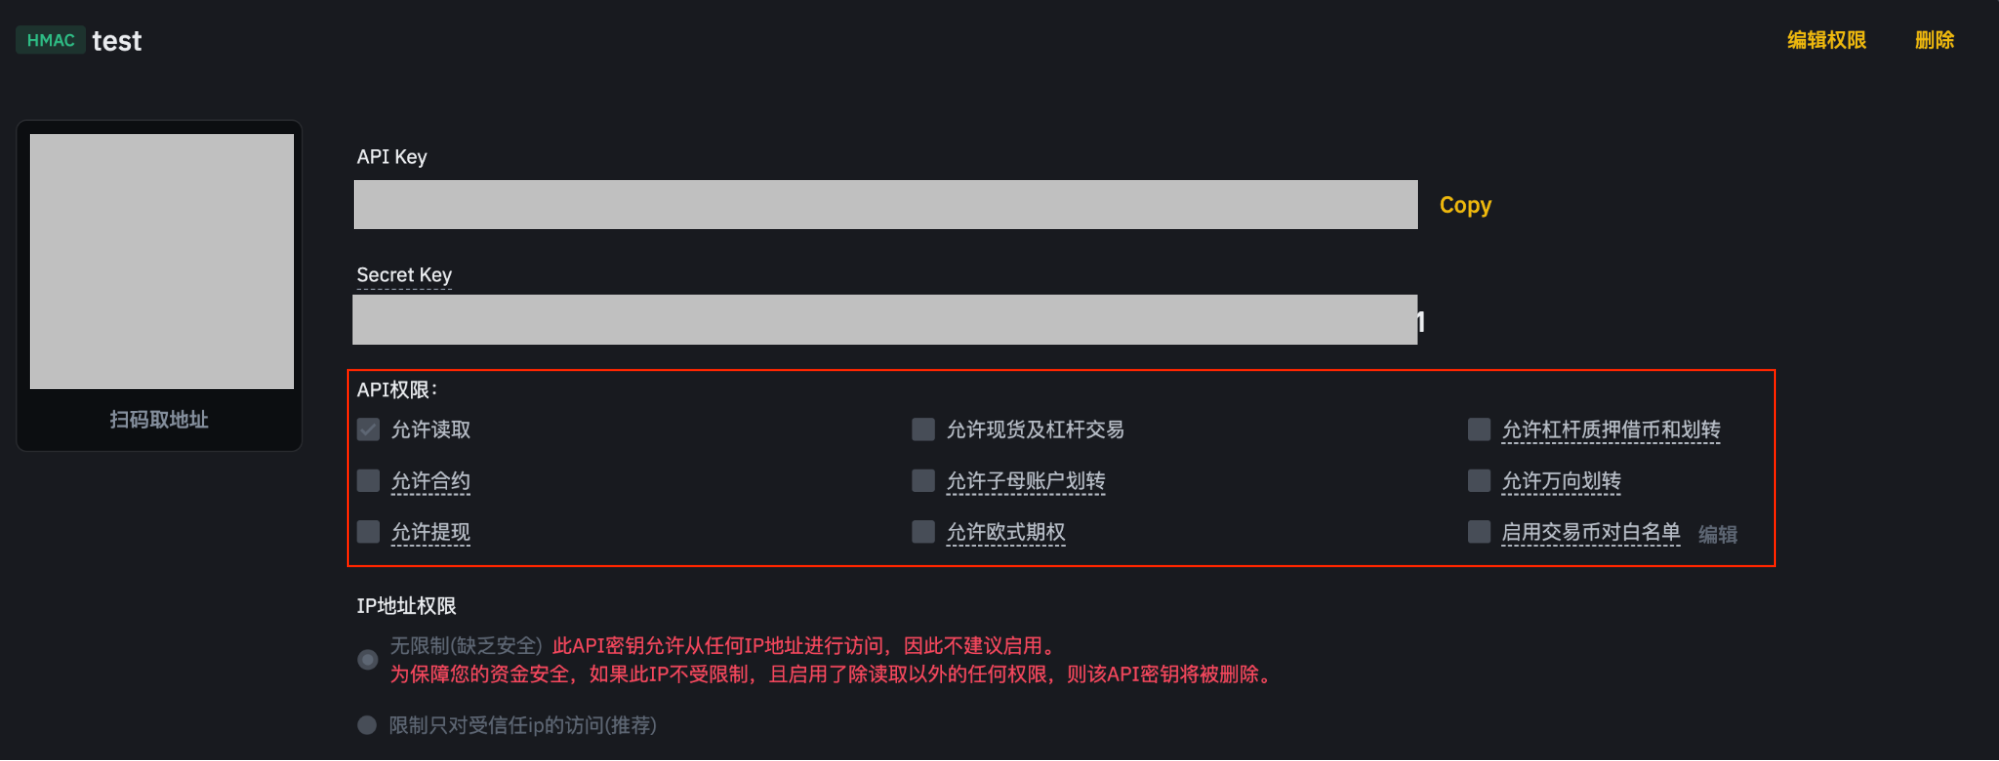 HMAC test
编辑权限 删除
API Key
Copy
Secret Key
扫码取地址
API权限：
允许读取 允许现货及杠杆交易 允许杠杆质押借币和划转
允许合约 允许子母账户划转 允许万向划转
允许提现 允许欧式期权 启用交易币对白名单 编辑
IP地址权限
无限制(缺乏安全) 此API密钥允许从任何IP地址进行访问，因此不建议启用。
为保障您的资金安全，如果此IP不受限制，且启用了除读取以外的任何权限，则该API密钥将被删除。
限制只对受信任ip的访问(推荐)